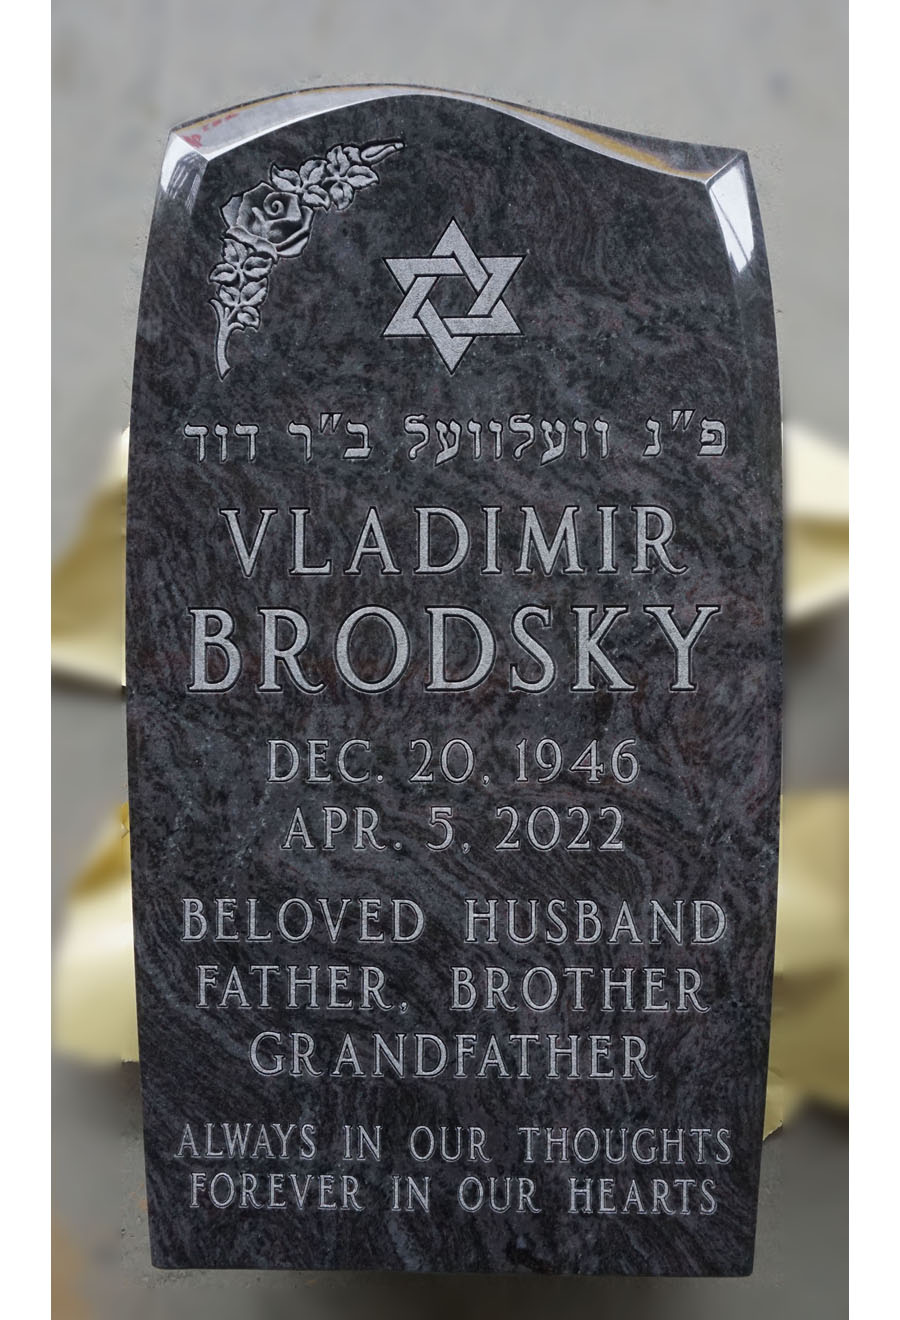 פ"נ וועלוועל ב"ר דוד
VLADIMIR
BRODSKY
DEC. 20, 1946
APR. 5, 2022
BELOVED HUSBAND
FATHER, BROTHER
GRANDFATHER
ALWAYS IN OUR THOUGHTS
FOREVER IN OUR HEARTS